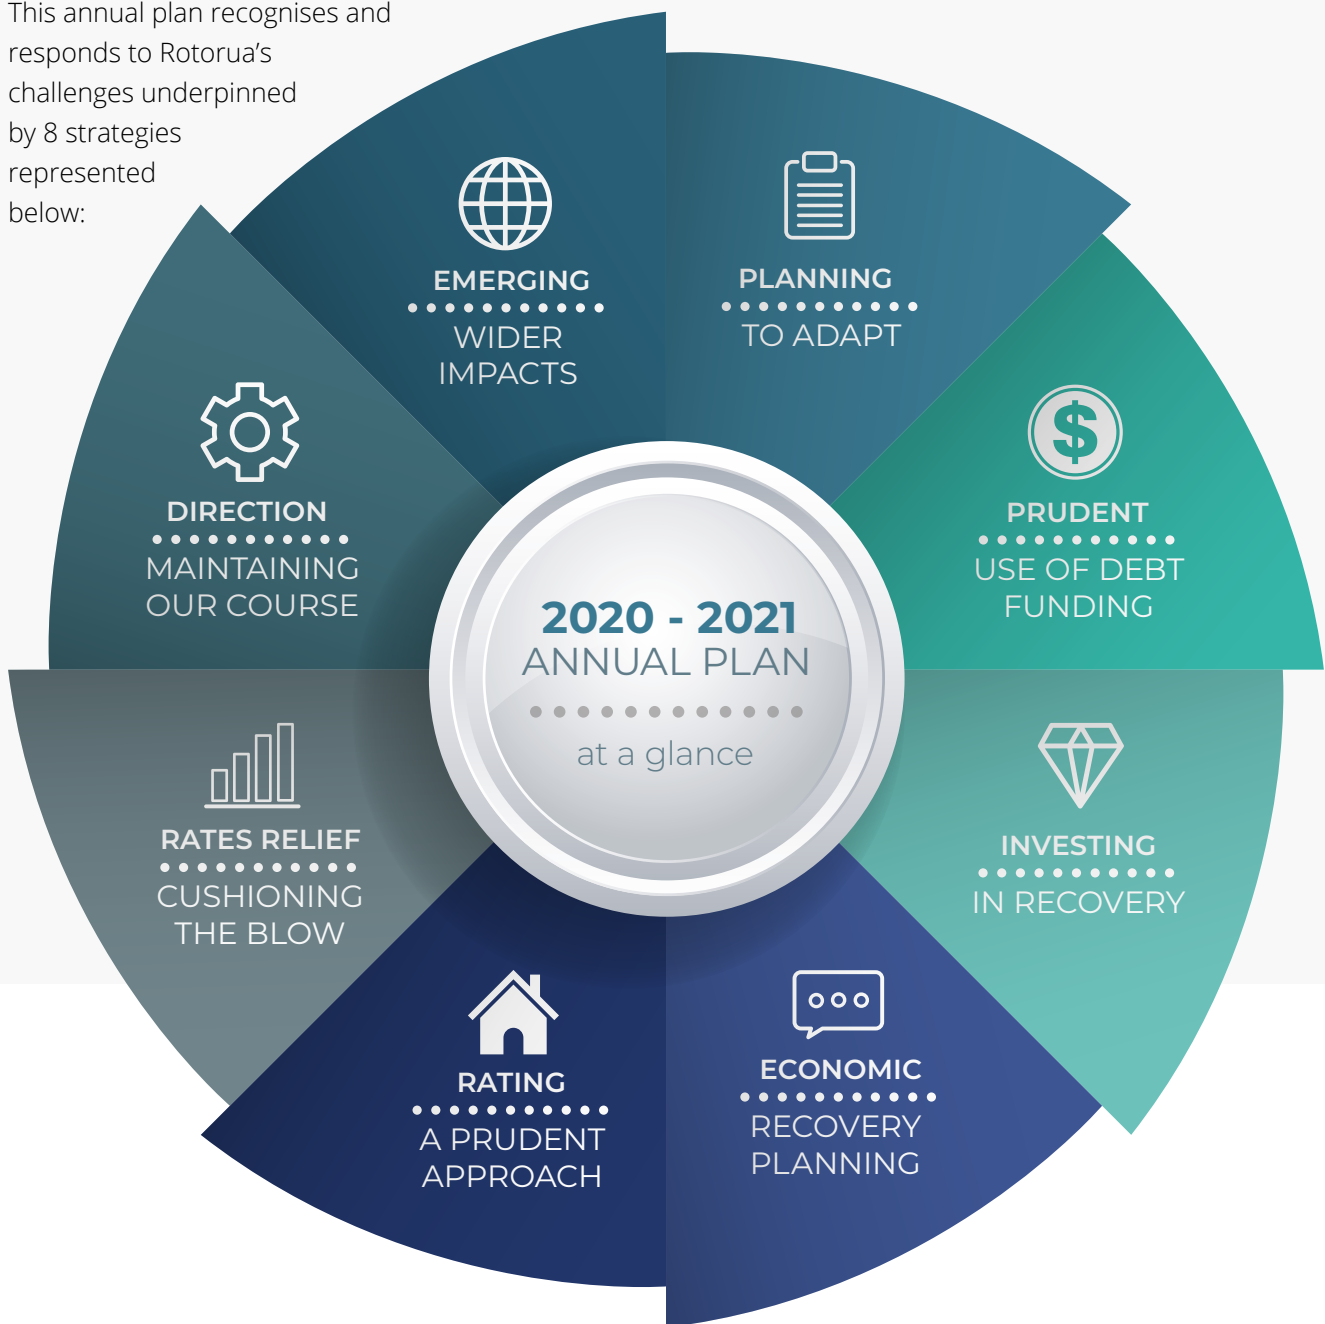 This annual plan recognises and
responds to Rotorua’s
challenges underpinned
by 8 strategies
represented
below:
EMERGING
WIDER
IMPACTS
PLANNING
TO ADAPT
PRUDENT
USE OF DEBT
FUNDING
INVESTING
IN RECOVERY
ECONOMIC
RECOVERY
PLANNING
RATING
A PRUDENT
APPROACH
RATES RELIEF
CUSHIONING
THE BLOW
DIRECTION
MAINTAINING
OUR COURSE
2020 - 2021
ANNUAL PLAN
at a glance